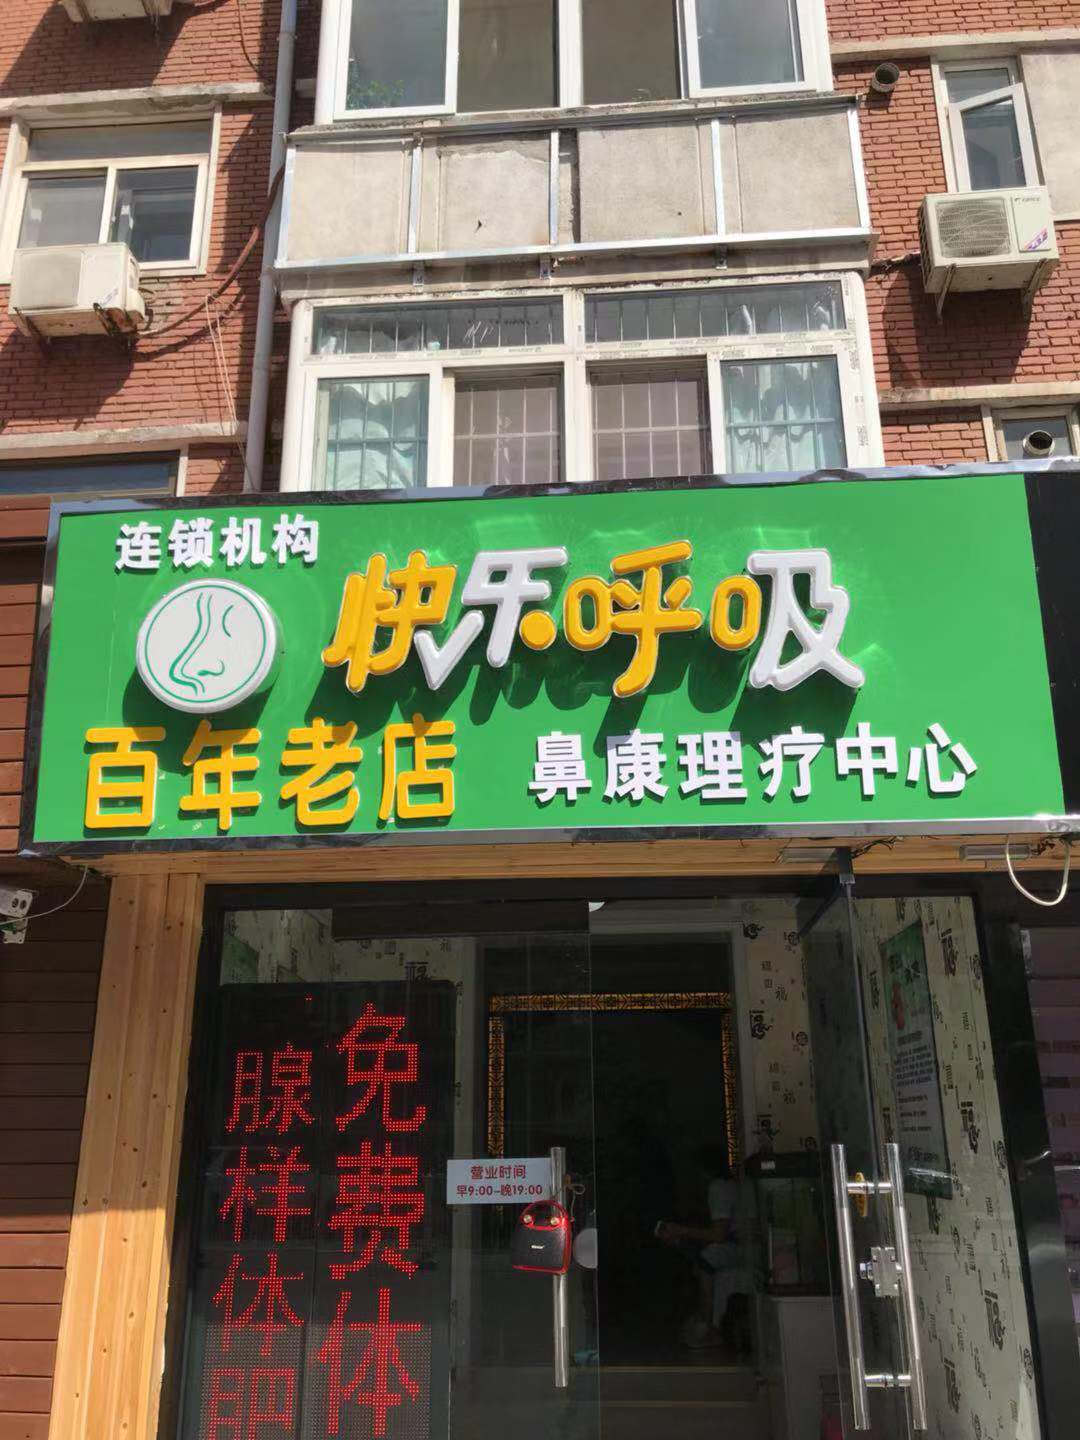 连锁机构
快乐呼吸
百年老店
鼻康理疗中心
免费体
腺样体肥
营业时间
早9:00-晚19:00